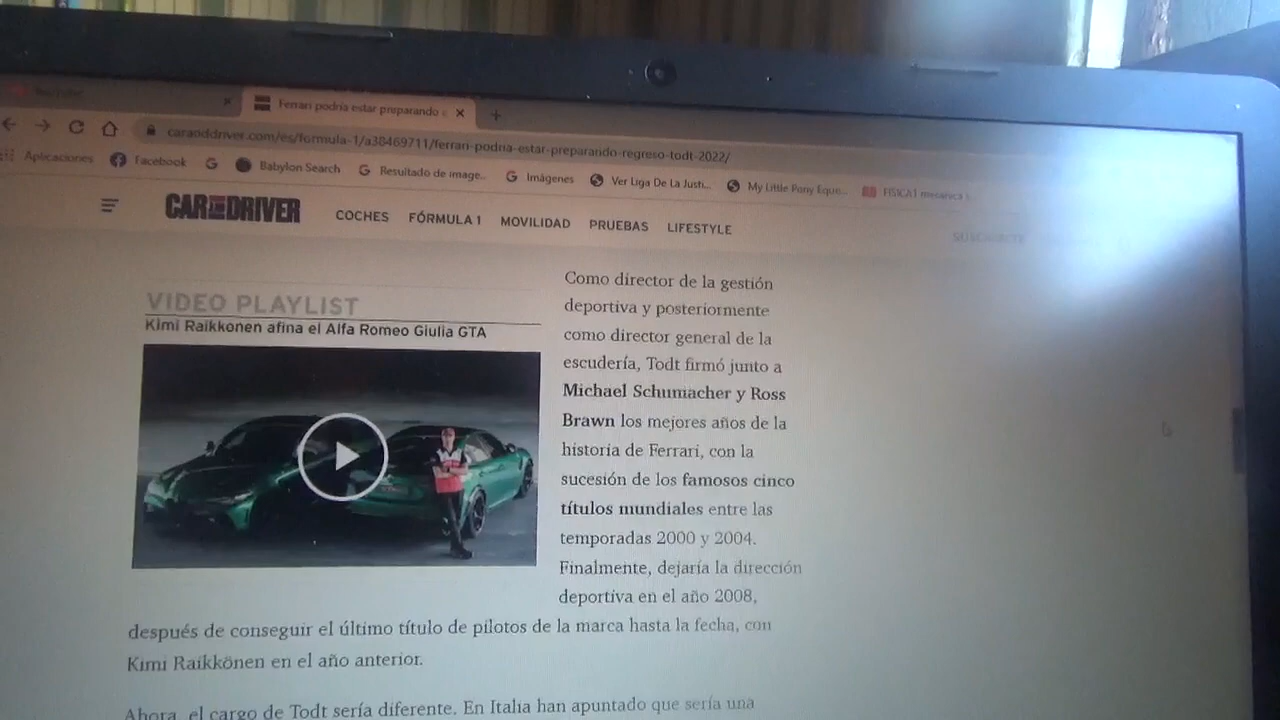 YouTube
Ferrari podría estar preparando e
carandddriver.com/es/formula-1/a38469711/ferrari-podria-estar-preparando-regreso-todt-2022/
Aplicaciones Facebook Babylon Search Resultado de image... Imágenes Ver Liga De La Justi... My Little Pony Eque... FISICA1 mecanica
CAR AND DRIVER COCHES FÓRMULA 1 MOVILIDAD PRUEBAS LIFESTYLE SUSCRÍBETE
VIDEO PLAYLIST
Kimi Raikkonen afina el Alfa Romeo Giulia GTA
Como director de la gestión
deportiva y posteriormente
como director general de la
escudería, Todt firmó junto a
Michael Schumacher y Ross
Brawn los mejores años de la
historia de Ferrari, con la
sucesión de los famosos cinco
títulos mundiales entre las
temporadas 2000 y 2004.
Finalmente, dejaría la dirección
deportiva en el año 2008,
después de conseguir el último título de pilotos de la marca hasta la fecha, con
Kimi Raikkönen en el año anterior.
Ahora, el cargo de Todt sería diferente. En Italia han apuntado que sería una